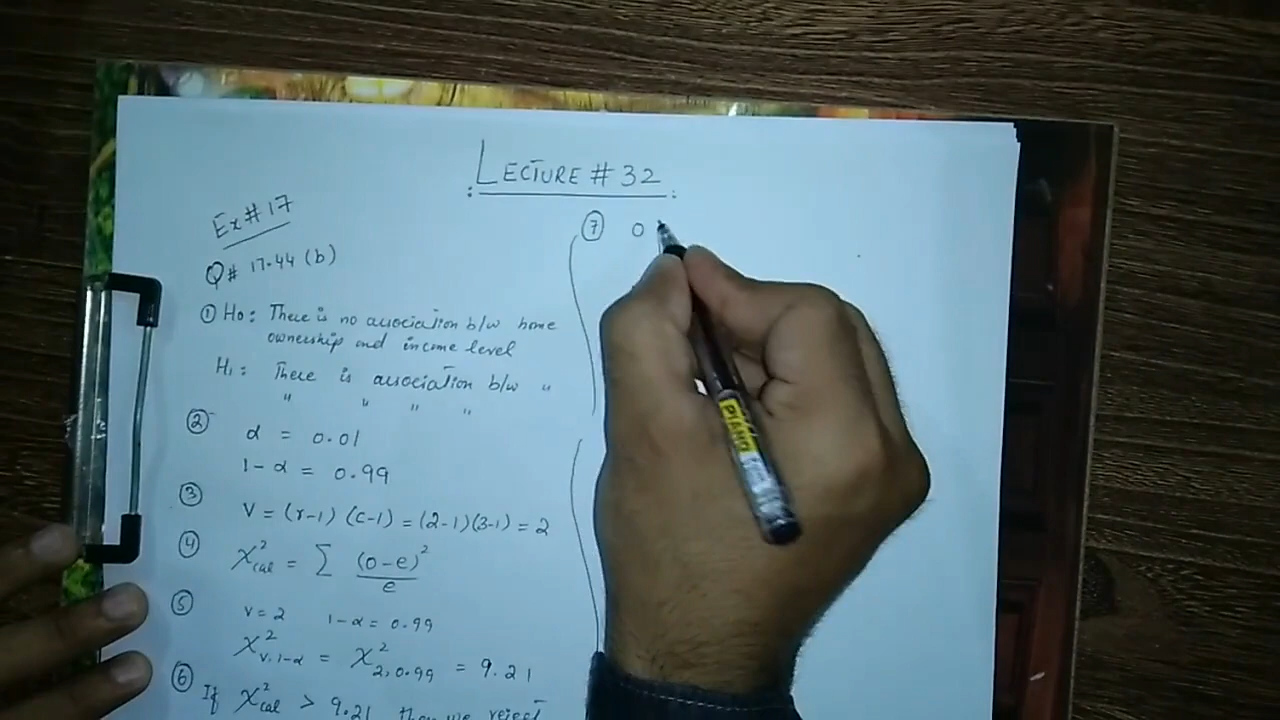 LECTURE # 32
Ex # 17
Q# 17.44 (b)
① H₀: There is no association b/w home
ownership and income level
H₁: There is association b/w "
" " " "
② α = 0.01
1-α = 0.99
③ v = (r-1) (c-1) = (2-1)(3-1) = 2
④ χ²cal = ∑ (o-e)²/e
⑤ v = 2 1-α = 0.99
χ²v,1-α = χ²2,0.99 = 9.21
⑥ If χ²cal > 9.21 then we reject
⑦ o
PIANO